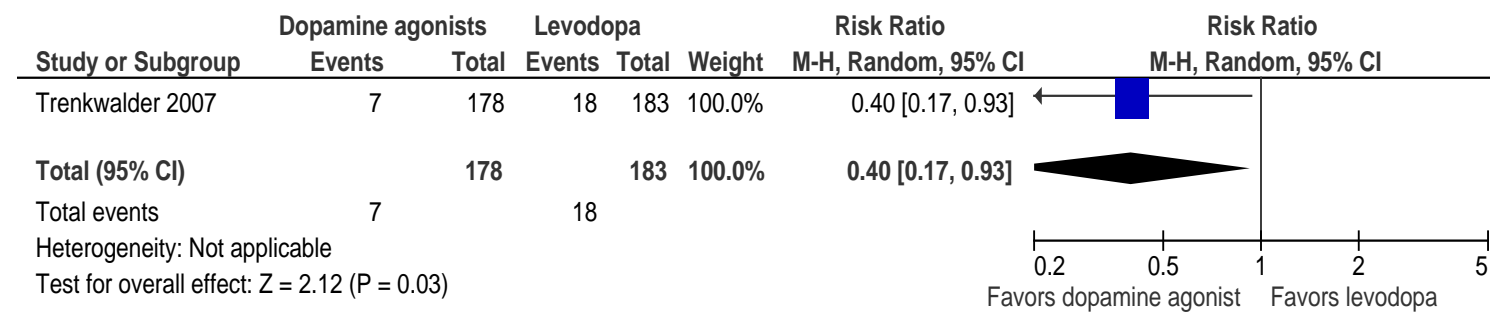 Dopamine agonists Levodopa Risk Ratio Risk Ratio
Study or Subgroup Events Total Events Total Weight M-H, Random, 95% CI M-H, Random, 95% CI
Trenkwalder 2007 7 178 18 183 100.0% 0.40 [0.17, 0.93]
Total (95% CI) 178 183 100.0% 0.40 [0.17, 0.93]
Total events 7 18
Heterogeneity: Not applicable
Test for overall effect: Z = 2.12 (P = 0.03)
0.2 0.5 1 2 5
Favors dopamine agonist Favors levodopa